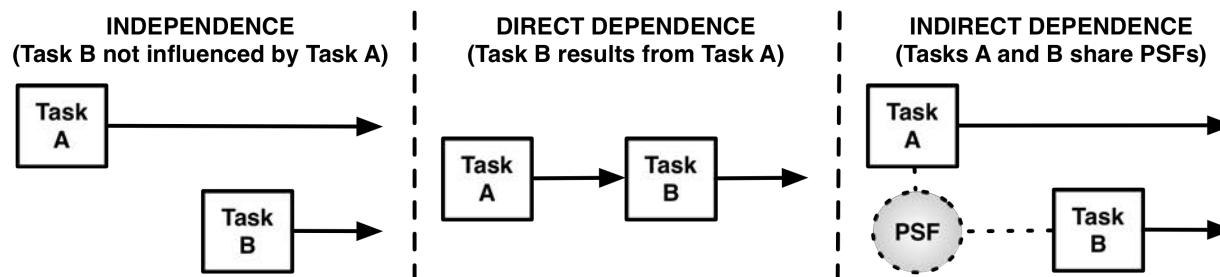 INDEPENDENCE
(Task B not influenced by Task A)
Task
A
Task
B
DIRECT DEPENDENCE
(Task B results from Task A)
Task
A
Task
B
INDIRECT DEPENDENCE
(Tasks A and B share PSFs)
Task
A
PSF
Task
B